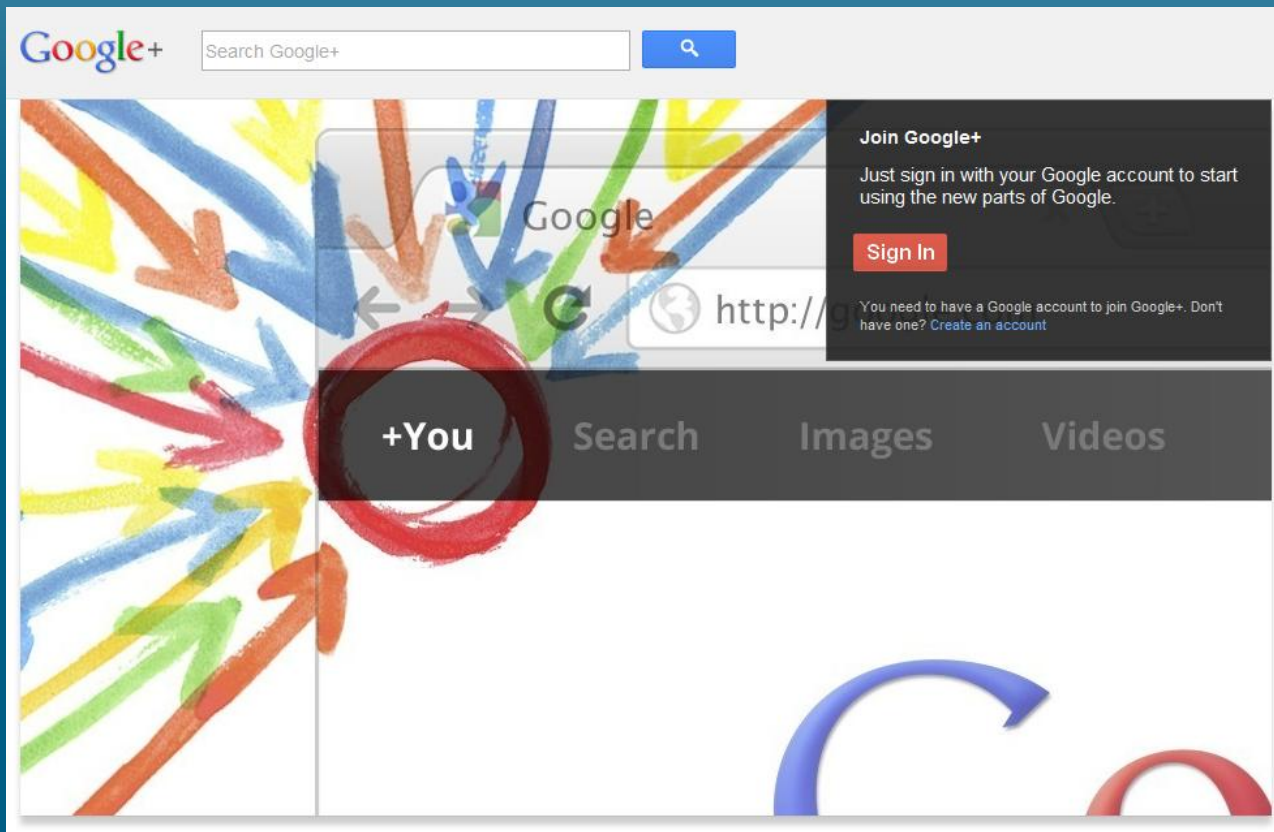 Google+
Search Google+
Join Google+
Just sign in with your Google account to start
using the new parts of Google.
Sign In
You need to have a Google account to join Google+. Don't
have one? Create an account
Google
http://g
+You Search Images Videos
Go